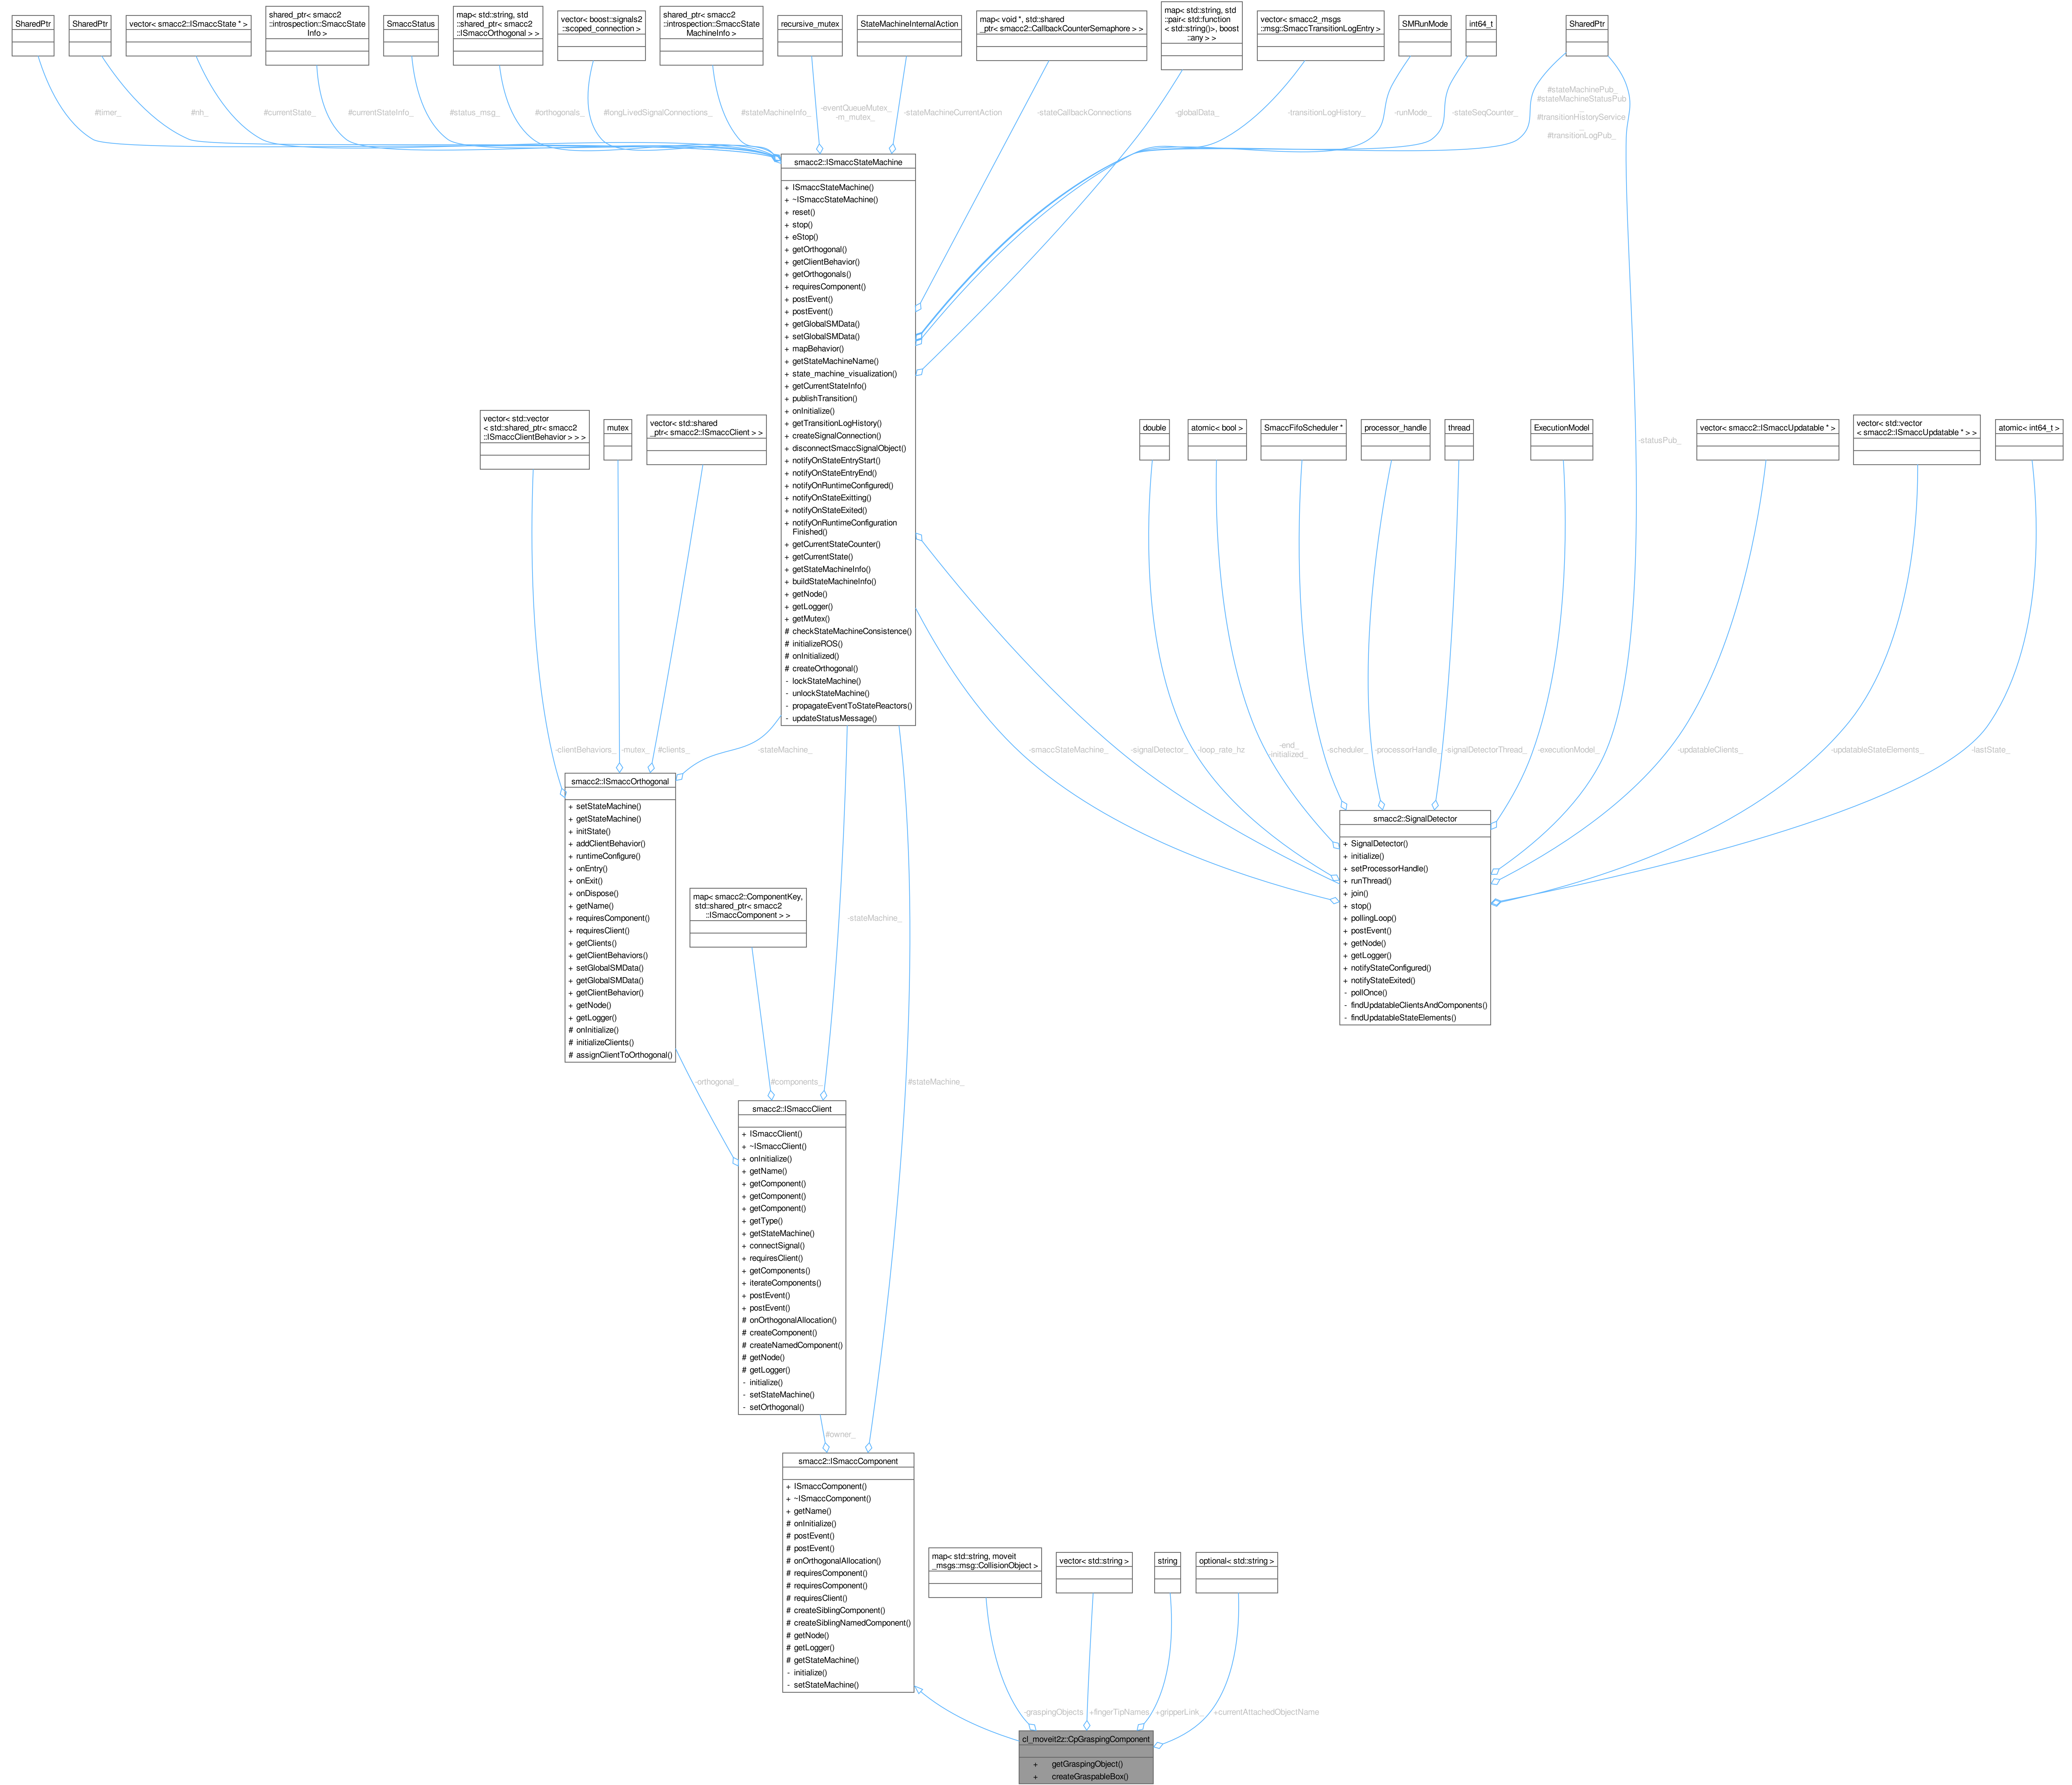 SharedPtr
SharedPtr
vector< smacc2::ISmaccState * >
shared_ptr< smacc2
::introspection::SmaccState
Info >
SmaccStatus
map< std::string, std
::shared_ptr< smacc2
::ISmaccOrthogonal > >
vector< boost::signals2
::scoped_connection >
shared_ptr< smacc2
::introspection::SmaccState
MachineInfo >
recursive_mutex
StateMachineInternalAction
map< void *, std::shared
_ptr< smacc2::CallbackCounterSemaphore > >
map< std::string, std
::pair< std::function
< std::string()>, boost
::any > >
vector< smacc2_msgs
::msg::SmaccTransitionLogEntry >
SMRunMode
int64_t
SharedPtr
#timer_
#nh_
#currentState_
#currentStateInfo_
#status_msg_
#orthogonals_
#longLivedSignalConnections_
#stateMachineInfo_
-eventQueueMutex_
-m_mutex_
-stateMachineCurrentAction
-stateCallbackConnections
-globalData_
-transitionLogHistory_
-runMode_
-stateSeqCounter_
#stateMachinePub_
#stateMachineStatusPub
_
#transitionHistoryService
_
#transitionLogPub_
smacc2::ISmaccStateMachine
+ ISmaccStateMachine()
+ ~ISmaccStateMachine()
+ reset()
+ stop()
+ eStop()
+ getOrthogonal()
+ getClientBehavior()
+ getOrthogonals()
+ requiresComponent()
+ postEvent()
+ postEvent()
+ getGlobalSMData()
+ setGlobalSMData()
+ mapBehavior()
+ getStateMachineName()
+ state_machine_visualization()
+ getCurrentStateInfo()
+ publishTransition()
+ onInitialize()
+ getTransitionLogHistory()
+ createSignalConnection()
+ disconnectSmaccSignalObject()
+ notifyOnStateEntryStart()
+ notifyOnStateEntryEnd()
+ notifyOnRuntimeConfigured()
+ notifyOnStateExitting()
+ notifyOnStateExited()
+ notifyOnRuntimeConfiguration
Finished()
+ getCurrentStateCounter()
+ getCurrentState()
+ getStateMachineInfo()
+ buildStateMachineInfo()
+ getNode()
+ getLogger()
+ getMutex()
# checkStateMachineConsistence()
# initializeROS()
# onInitialized()
# createOrthogonal()
- lockStateMachine()
- unlockStateMachine()
- propagateEventToStateReactors()
- updateStatusMessage()
vector< std::vector
< std::shared_ptr< smacc2
::ISmaccClientBehavior > > >
mutex
vector< std::shared
_ptr< smacc2::ISmaccClient > >
double
atomic< bool >
SmaccFifoScheduler *
processor_handle
thread
ExecutionModel
-statusPub_
vector< smacc2::ISmaccUpdatable * >
vector< std::vector
< smacc2::ISmaccUpdatable * > >
atomic< int64_t >
-clientBehaviors_
-mutex_
#clients_
-stateMachine_
-smaccStateMachine_
-signalDetector_
-loop_rate_hz
-end_
-initialized_
-scheduler_
-processorHandle_
-signalDetectorThread_
-executionModel_
-updatableClients_
-updatableStateElements_
-lastState_
smacc2::ISmaccOrthogonal
+ setStateMachine()
+ getStateMachine()
+ initState()
+ addClientBehavior()
+ runtimeConfigure()
+ onEntry()
+ onExit()
+ onDispose()
+ getName()
+ requiresComponent()
+ requiresClient()
+ getClients()
+ getClientBehaviors()
+ setGlobalSMData()
+ getGlobalSMData()
+ getClientBehavior()
+ getNode()
+ getLogger()
# onInitialize()
# initializeClients()
# assignClientToOrthogonal()
smacc2::SignalDetector
+ SignalDetector()
+ initialize()
+ setProcessorHandle()
+ runThread()
+ join()
+ stop()
+ pollingLoop()
+ postEvent()
+ getNode()
+ getLogger()
+ notifyStateConfigured()
+ notifyStateExited()
- pollOnce()
- findUpdatableClientsAndComponents()
- findUpdatableStateElements()
map< smacc2::ComponentKey,
std::shared_ptr< smacc2
::ISmaccComponent > >
-stateMachine_
-orthogonal_
#components_
#stateMachine_
smacc2::ISmaccClient
+ ISmaccClient()
+ ~ISmaccClient()
+ onInitialize()
+ getName()
+ getComponent()
+ getComponent()
+ getComponent()
+ getType()
+ getStateMachine()
+ connectSignal()
+ requiresClient()
+ getComponents()
+ iterateComponents()
+ postEvent()
+ postEvent()
# onOrthogonalAllocation()
# createComponent()
# createNamedComponent()
# getNode()
# getLogger()
- initialize()
- setStateMachine()
- setOrthogonal()
#owner_
smacc2::ISmaccComponent
+ ISmaccComponent()
+ ~ISmaccComponent()
+ getName()
# onInitialize()
# postEvent()
# postEvent()
# onOrthogonalAllocation()
# requiresComponent()
# requiresComponent()
# requiresClient()
# createSiblingComponent()
# createSiblingNamedComponent()
# getNode()
# getLogger()
# getStateMachine()
- initialize()
- setStateMachine()
map< std::string, moveit
_msgs::msg::CollisionObject >
vector< std::string >
string
optional< std::string >
-graspingObjects
+fingerTipNames
+gripperLink_
+currentAttachedObjectName
cl_moveit2z::CpGraspingComponent
+ getGraspingObject()
+ createGraspableBox()